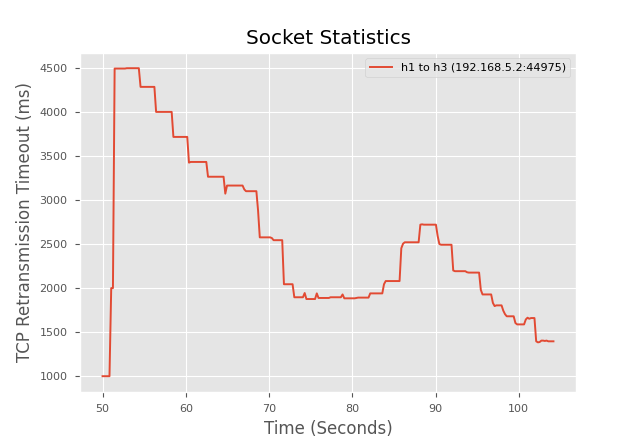 Socket Statistics
h1 to h3 (192.168.5.2:44975)
TCP Retransmission Timeout (ms)
4500
4000
3500
3000
2500
2000
1500
1000
50 60 70 80 90 100
Time (Seconds)